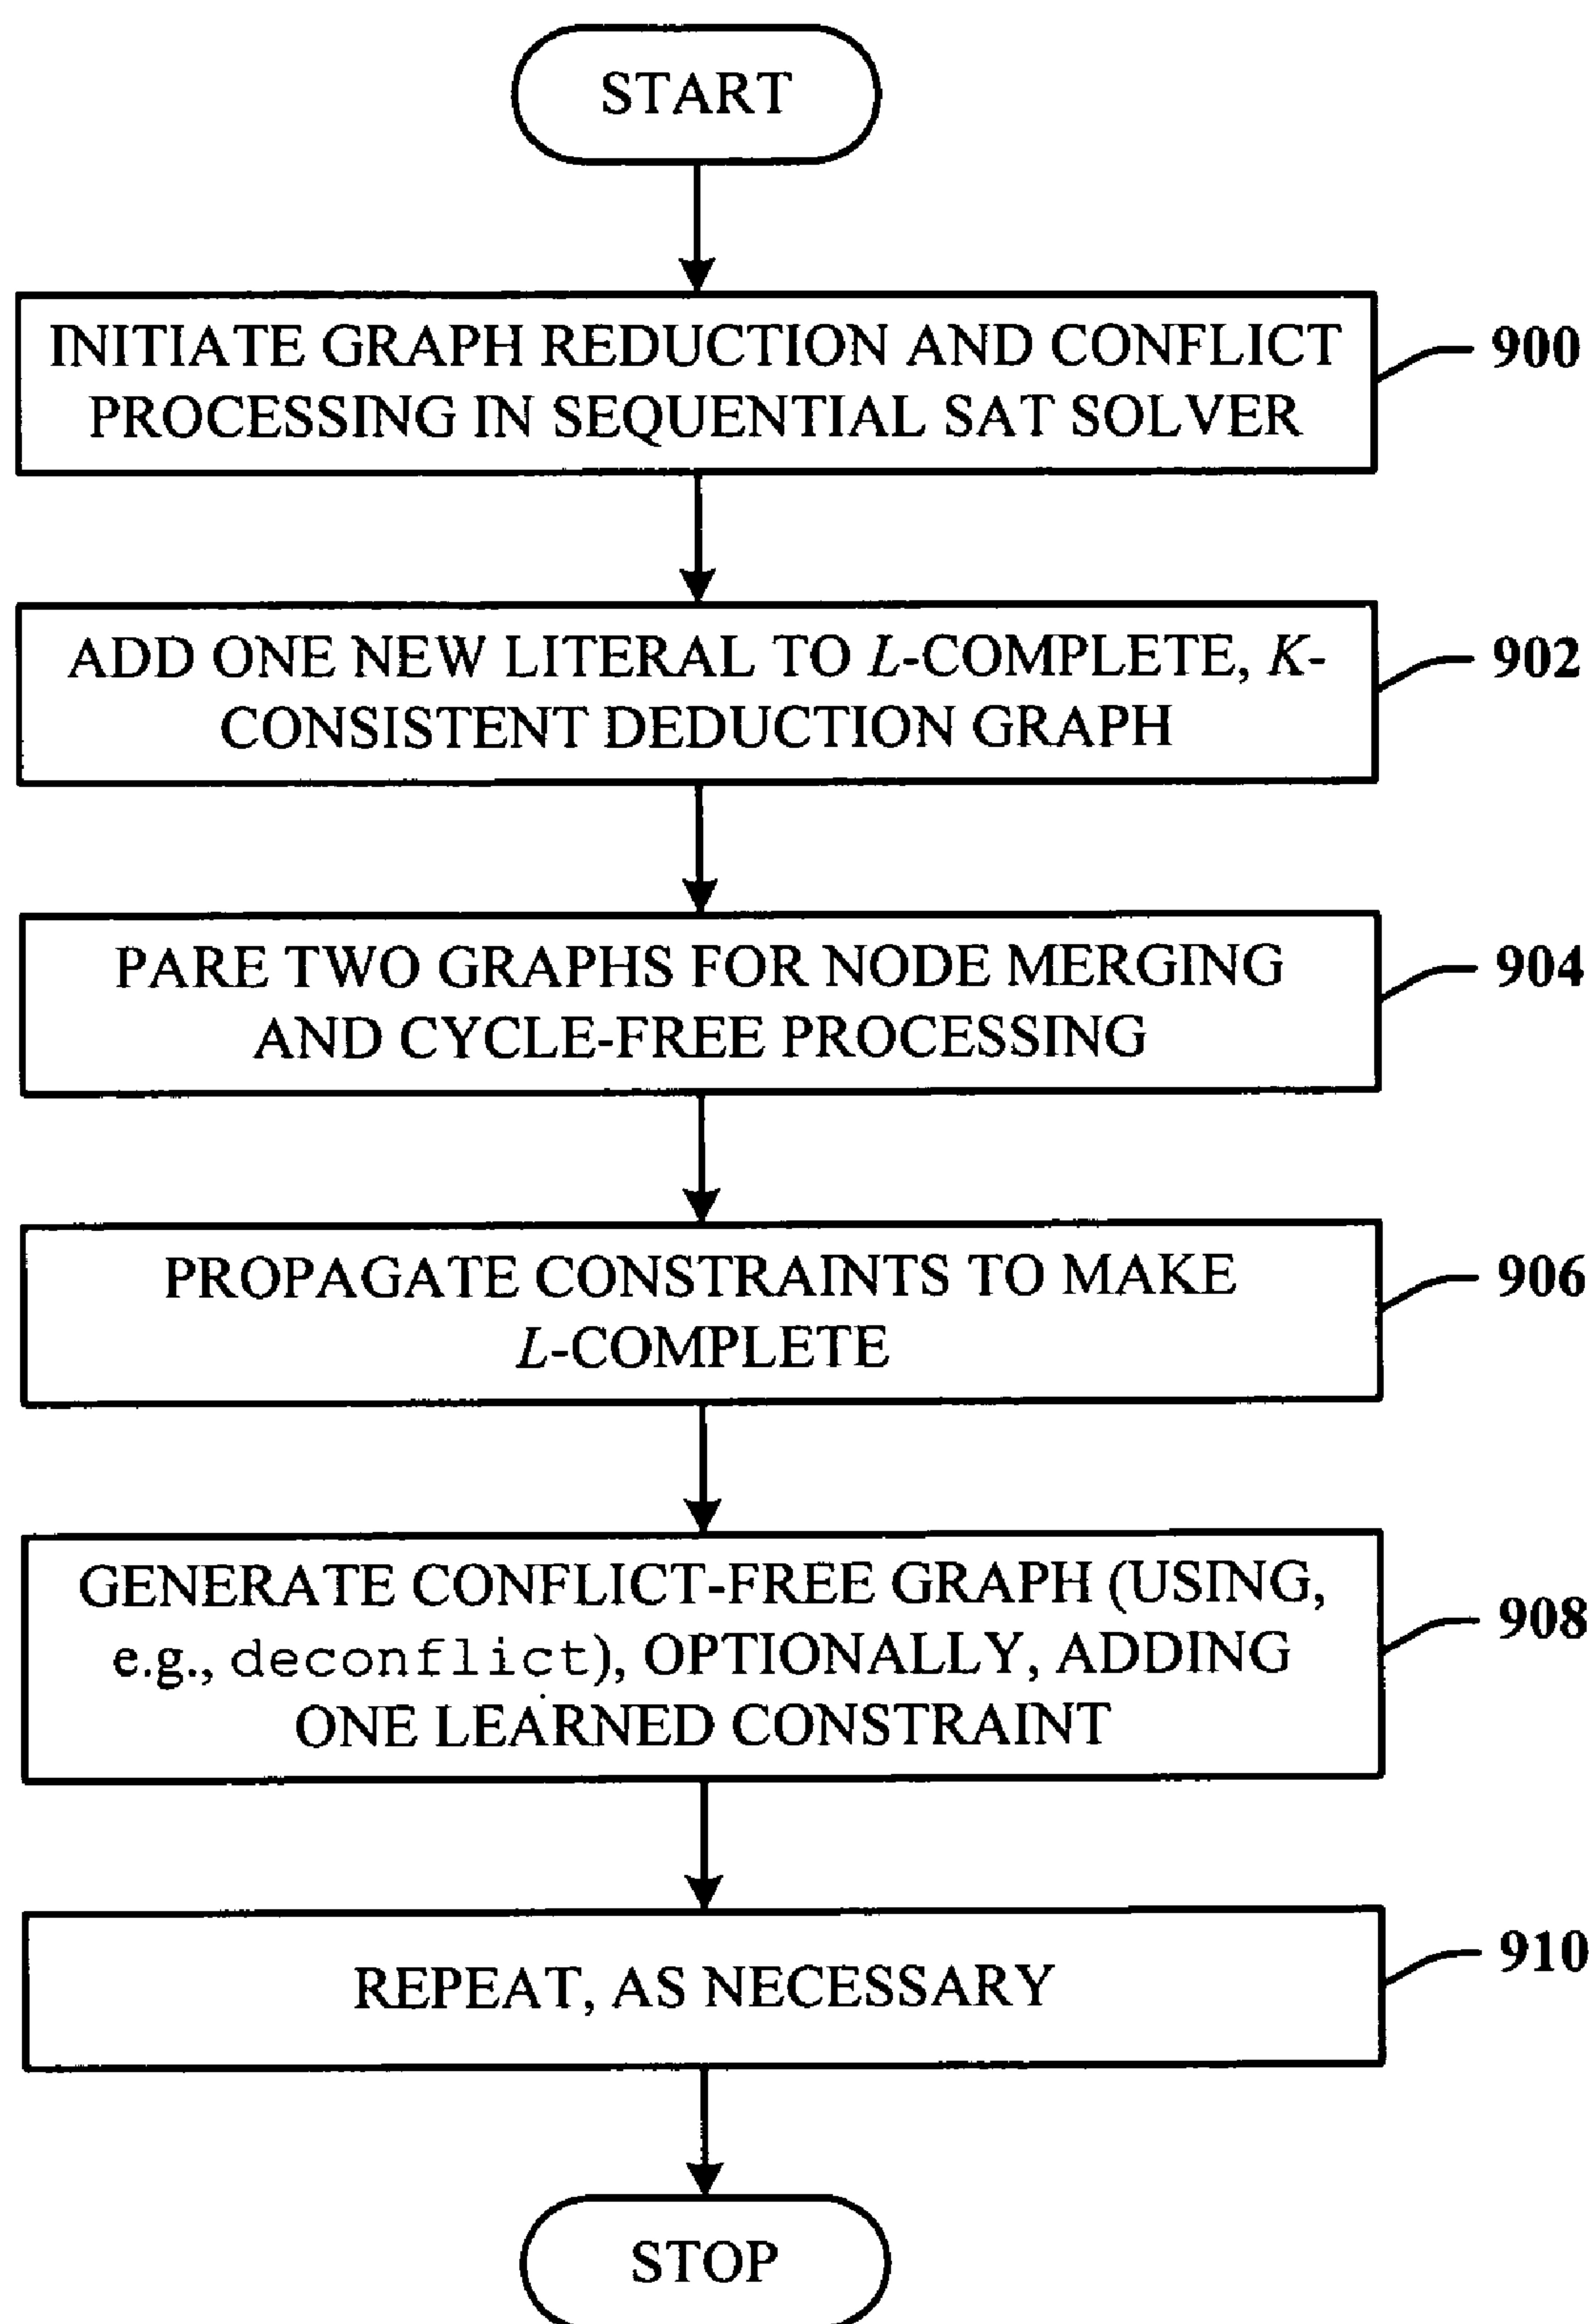 START
INITIATE GRAPH REDUCTION AND CONFLICT
PROCESSING IN SEQUENTIAL SAT SOLVER
900
ADD ONE NEW LITERAL TO L-COMPLETE, K-
CONSISTENT DEDUCTION GRAPH
902
PARE TWO GRAPHS FOR NODE MERGING
AND CYCLE-FREE PROCESSING
904
PROPAGATE CONSTRAINTS TO MAKE
L-COMPLETE
906
GENERATE CONFLICT-FREE GRAPH (USING,
e.g., deconflict), OPTIONALLY, ADDING
ONE LEARNED CONSTRAINT
908
REPEAT, AS NECESSARY
910
STOP